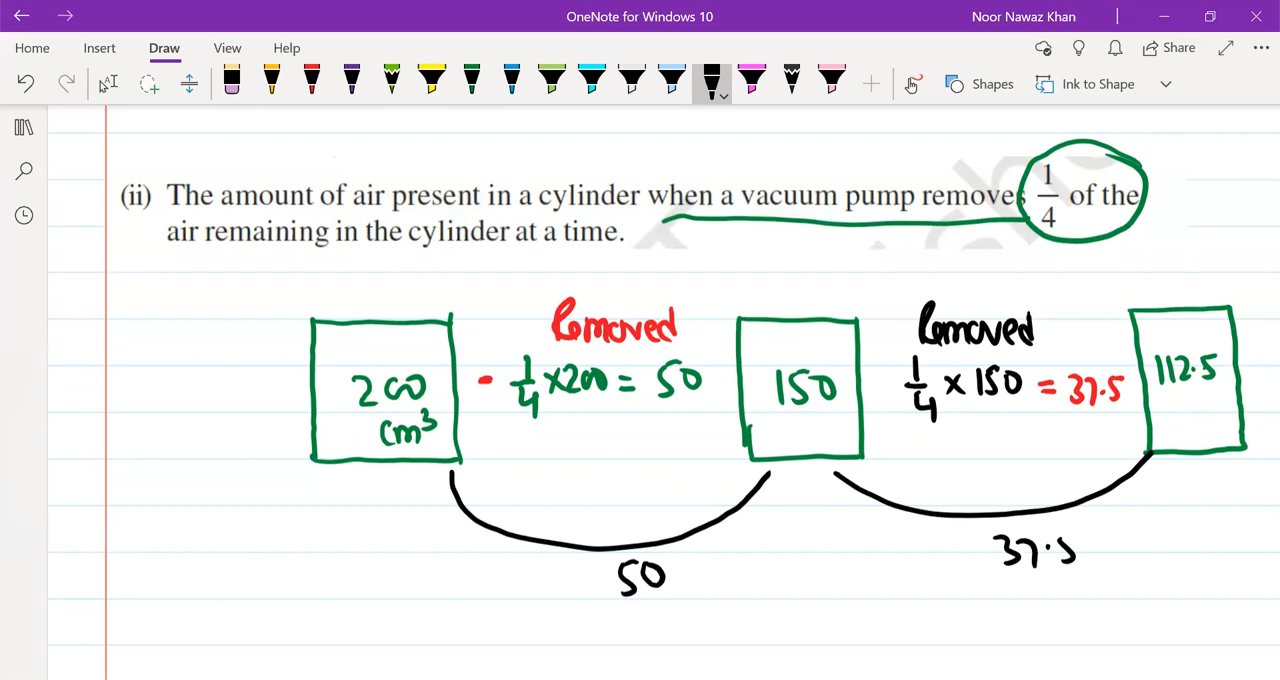 OneNote for Windows 10
Noor Nawaz Khan
Home Insert Draw View Help
Share
Shapes
Ink to Shape
(ii) The amount of air present in a cylinder when a vacuum pump removes 1/4 of the
air remaining in the cylinder at a time.
Removed
Removed
200
cm³
- 1/4 × 200 = 50
150
1/4 × 150 = 37.5
112.5
50
37.5